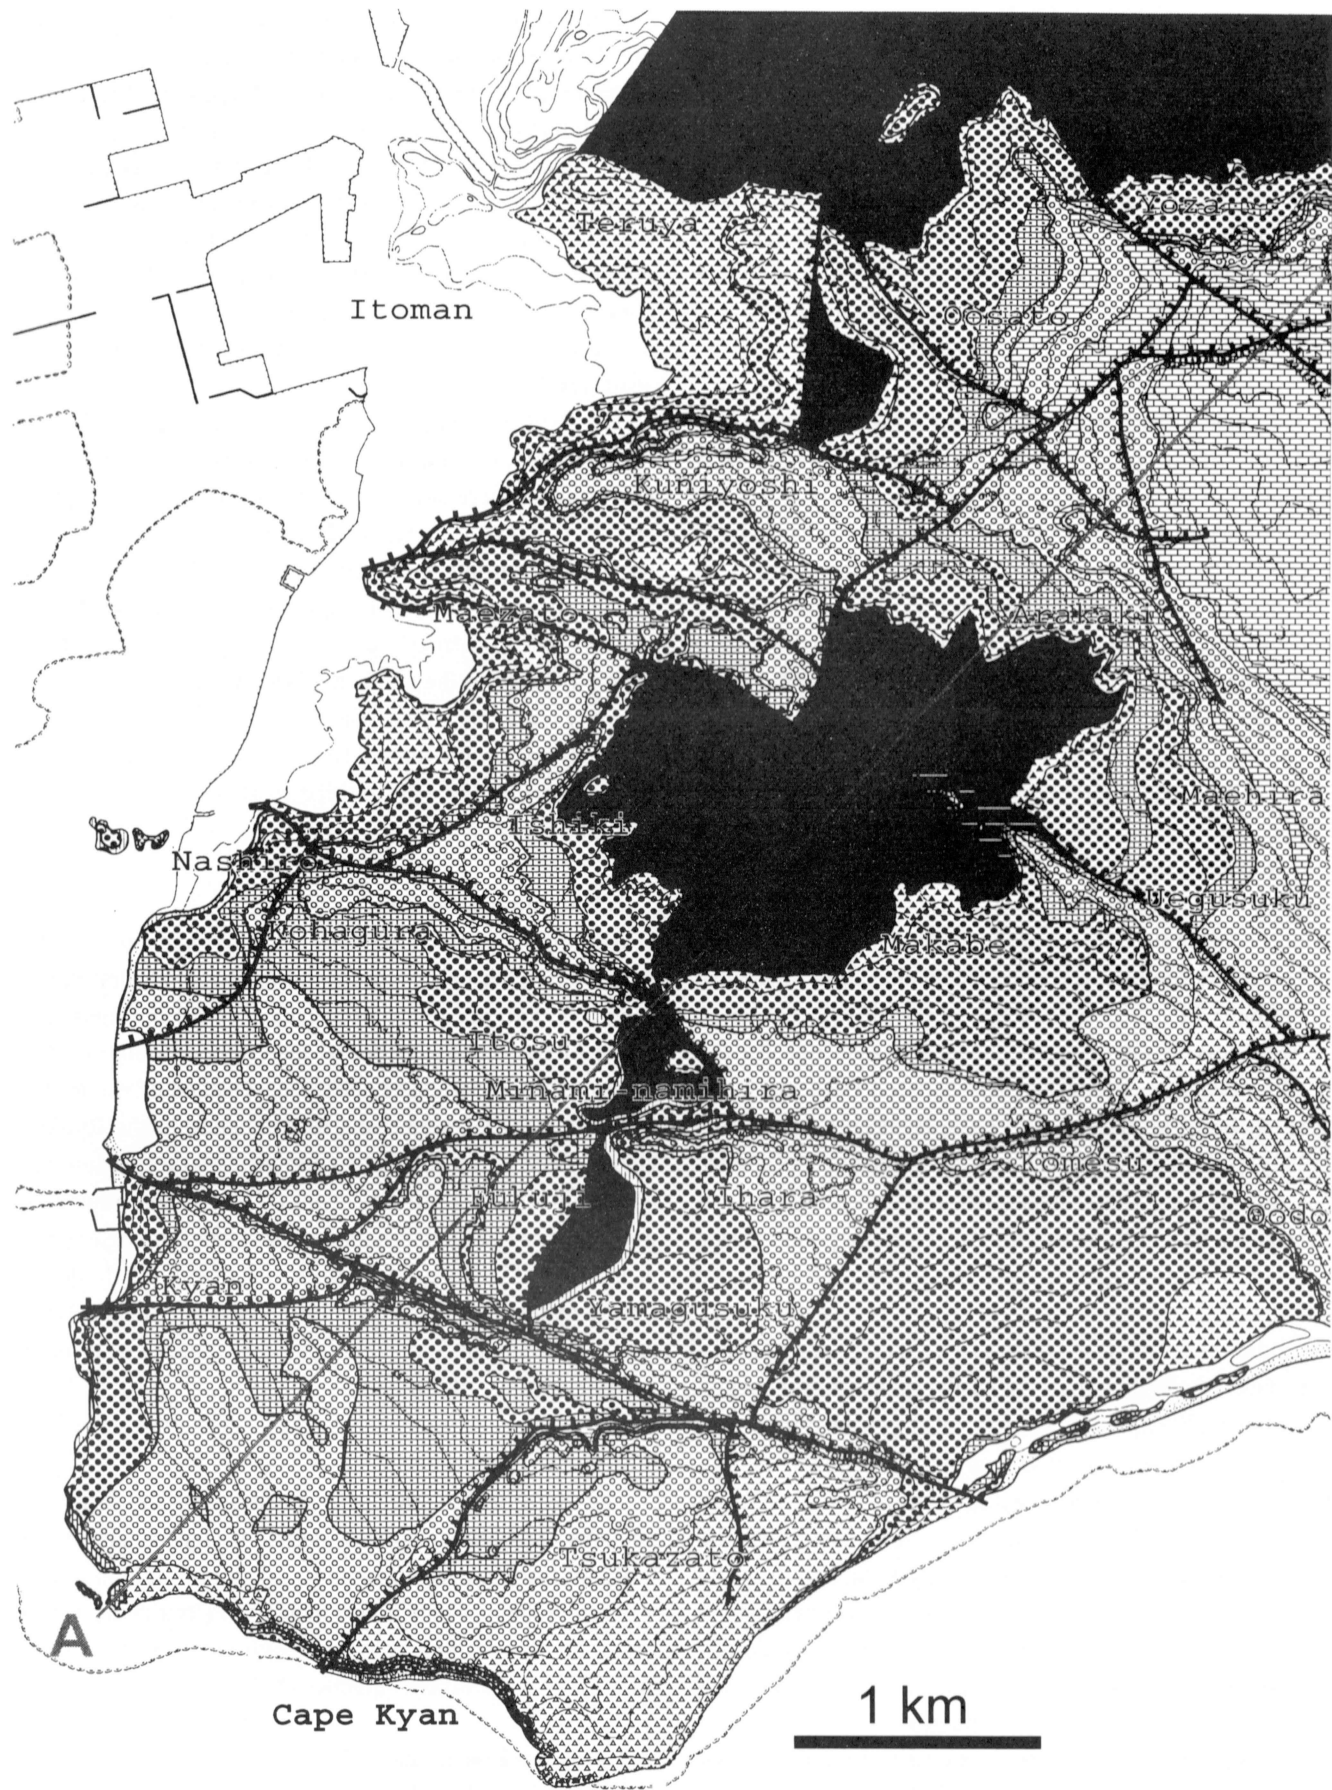 Teruya
Yoza
Itoman
Oosato
Kuniyoshi
Maezato
Arakaki
Maehira
Ishiki
Nashiro
Uegusuku
Kohagura
Makabe
Itosu
Minami-namihira
Komesu
Fukuji
Ihara
Oodo
Kyan
Yamagusuku
Tsukazato
A
Cape Kyan
1 km